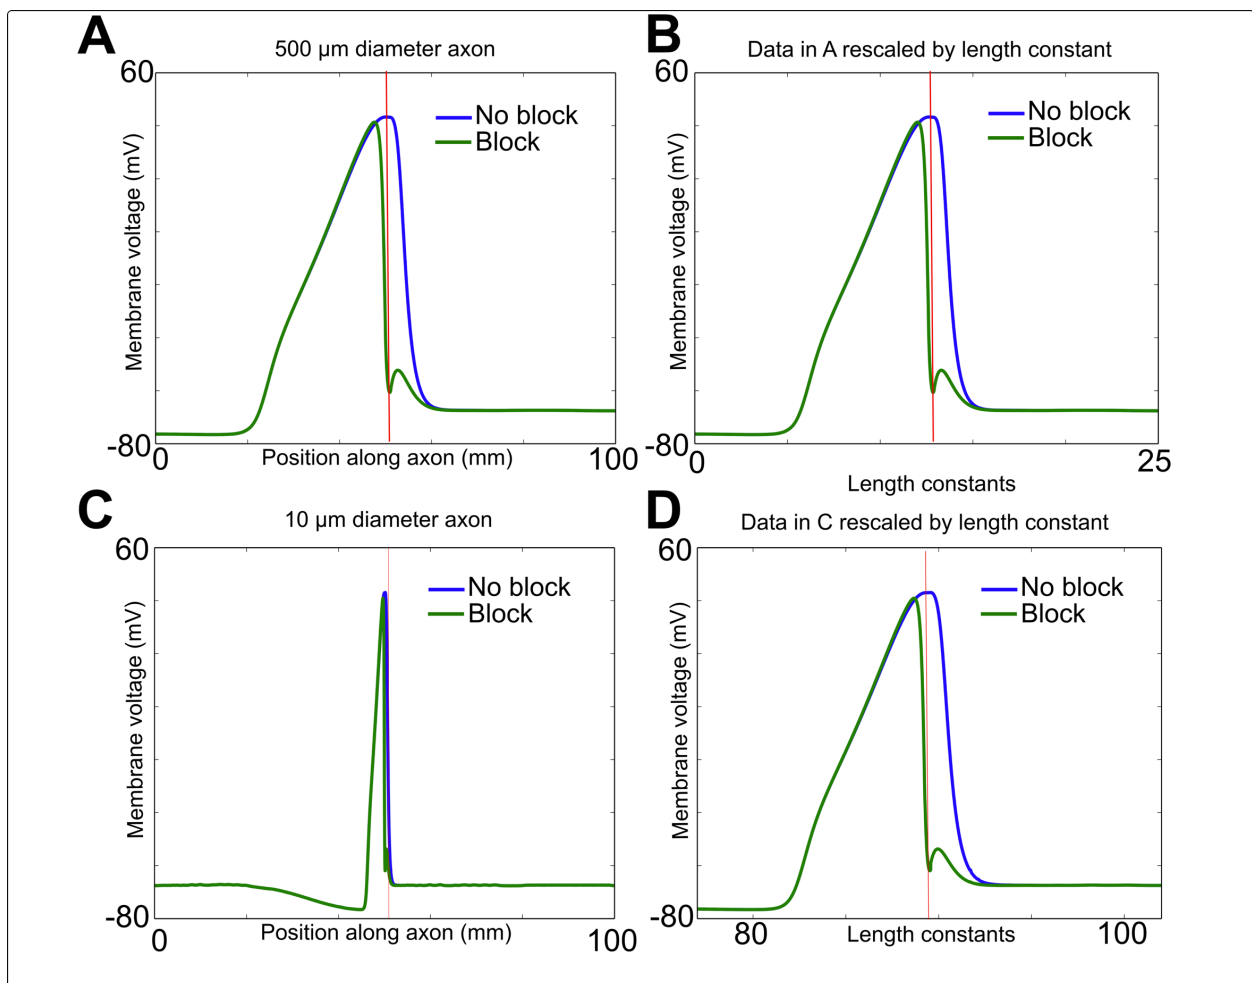 A
500 µm diameter axon
60
Membrane voltage (mV)
No block
Block
-80
0
Position along axon (mm)
100
B
Data in A rescaled by length constant
60
Membrane voltage (mV)
No block
Block
-80
0
25
Length constants
C
10 µm diameter axon
60
Membrane voltage (mV)
No block
Block
-80
0
Position along axon (mm)
100
D
Data in C rescaled by length constant
60
Membrane voltage (mV)
No block
Block
-80
80
Length constants
100